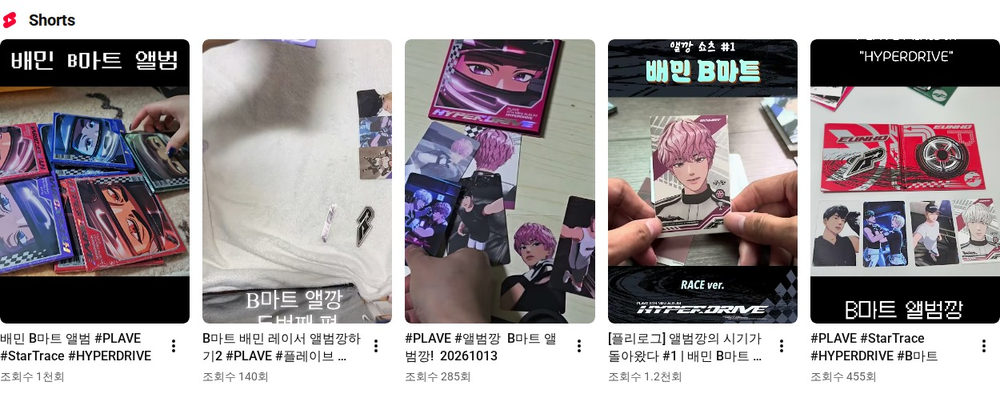 Shorts
배민 B마트 앨범
HYPERDRIVE
앨깡 쇼츠 #1
배민 B마트
"HYPERDRIVE"
EUNHO
EUNHO
B마트 앨깡
두번째 편
RACE ver.
HYPERDRIVE
B마트 앨범깡
배민 B마트 앨범 #PLAVE
#StarTrace #HYPERDRIVE
조회수 1천회
B마트 배민 레이서 앨범깡하
기2 #PLAVE #플레이브 ...
조회수 140회
#PLAVE #앨범깡 B마트 앨
범깡! 20261013
조회수 285회
[플리로그] 앨범깡의 시기가
돌아왔다 #1 | 배민 B마트 ...
조회수 1.2천회
#PLAVE #StarTrace
#HYPERDRIVE #B마트
조회수 455회